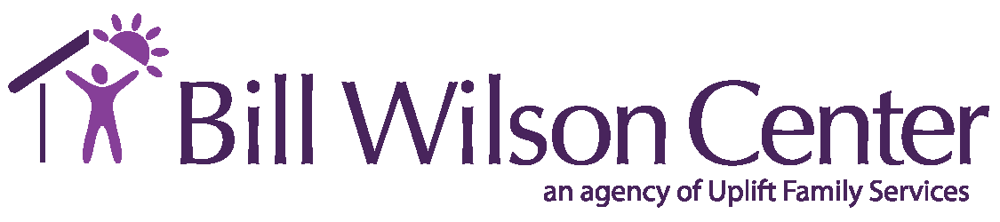 Bill Wilson Center
an agency of Uplift Family Services